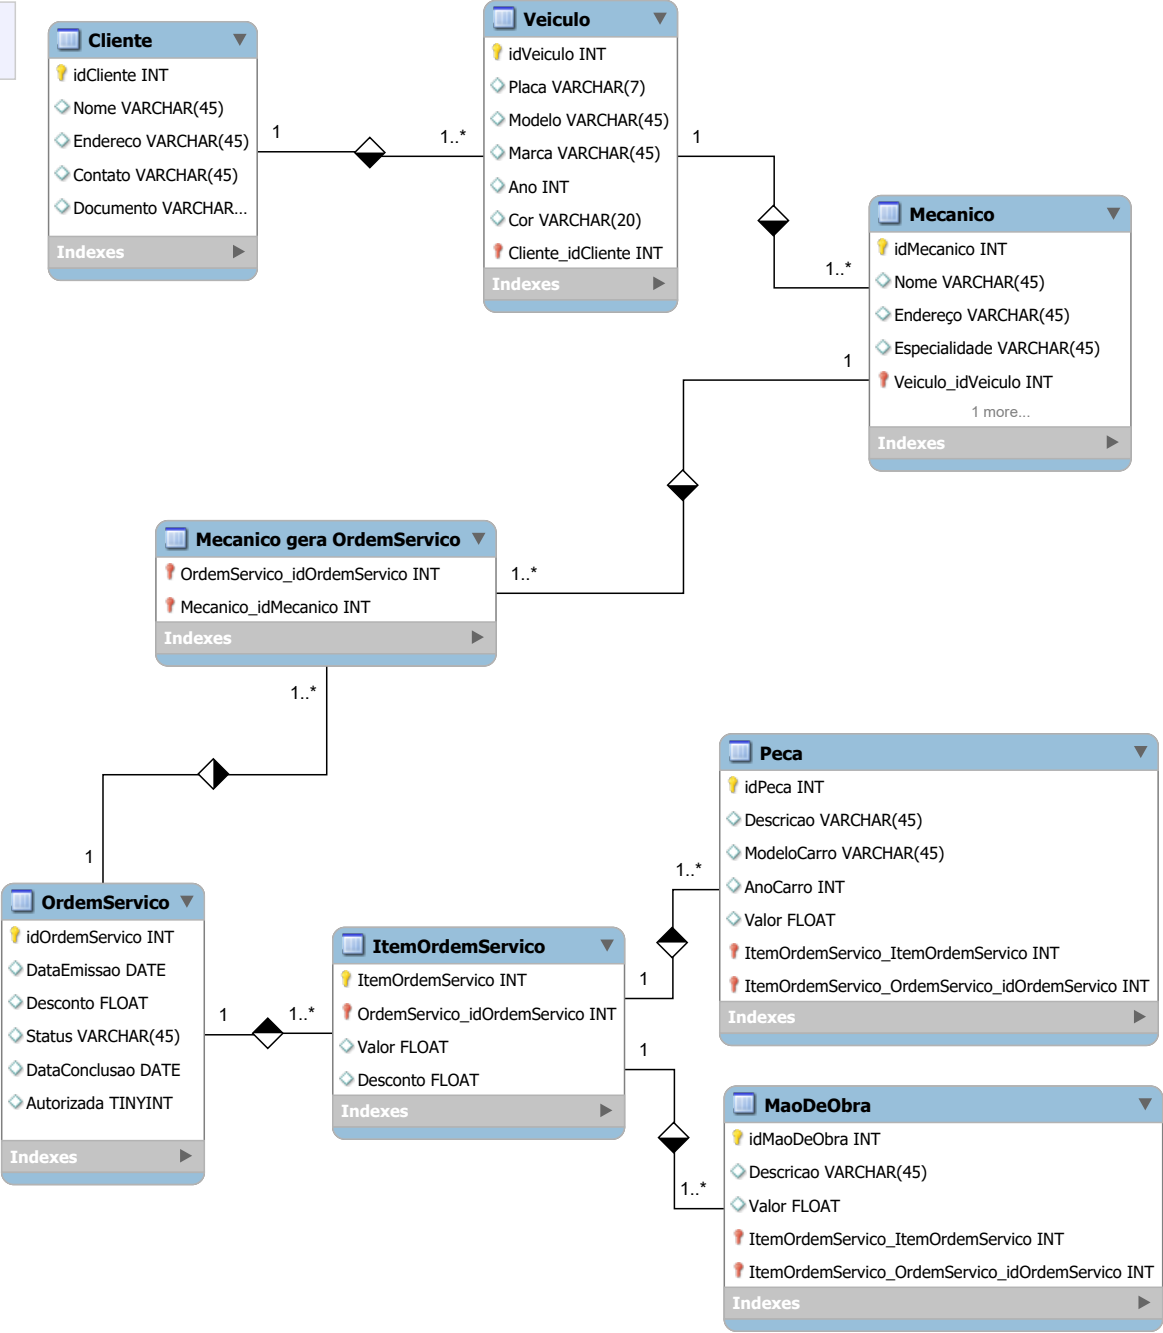 Cliente
idCliente INT
Nome VARCHAR(45)
Endereco VARCHAR(45)
Contato VARCHAR(45)
Documento VARCHAR...
Indexes
1
1..*
Veiculo
idVeiculo INT
Placa VARCHAR(7)
Modelo VARCHAR(45)
Marca VARCHAR(45)
Ano INT
Cor VARCHAR(20)
Cliente_idCliente INT
Indexes
1
1..*
Mecanico
idMecanico INT
Nome VARCHAR(45)
Endereço VARCHAR(45)
Especialidade VARCHAR(45)
Veiculo_idVeiculo INT
1 more...
Indexes
1
1..*
Mecanico gera OrdemServico
OrdemServico_idOrdemServico INT
Mecanico_idMecanico INT
Indexes
1..*
1
OrdemServico
idOrdemServico INT
DataEmissao DATE
Desconto FLOAT
Status VARCHAR(45)
DataConclusao DATE
Autorizada TINYINT
Indexes
1
1..*
ItemOrdemServico
ItemOrdemServico INT
OrdemServico_idOrdemServico INT
Valor FLOAT
Desconto FLOAT
Indexes
1
1..*
Peca
idPeca INT
Descricao VARCHAR(45)
ModeloCarro VARCHAR(45)
AnoCarro INT
Valor FLOAT
ItemOrdemServico_ItemOrdemServico INT
ItemOrdemServico_OrdemServico_idOrdemServico INT
Indexes
1
1..*
MaoDeObra
idMaoDeObra INT
Descricao VARCHAR(45)
Valor FLOAT
ItemOrdemServico_ItemOrdemServico INT
ItemOrdemServico_OrdemServico_idOrdemServico INT
Indexes